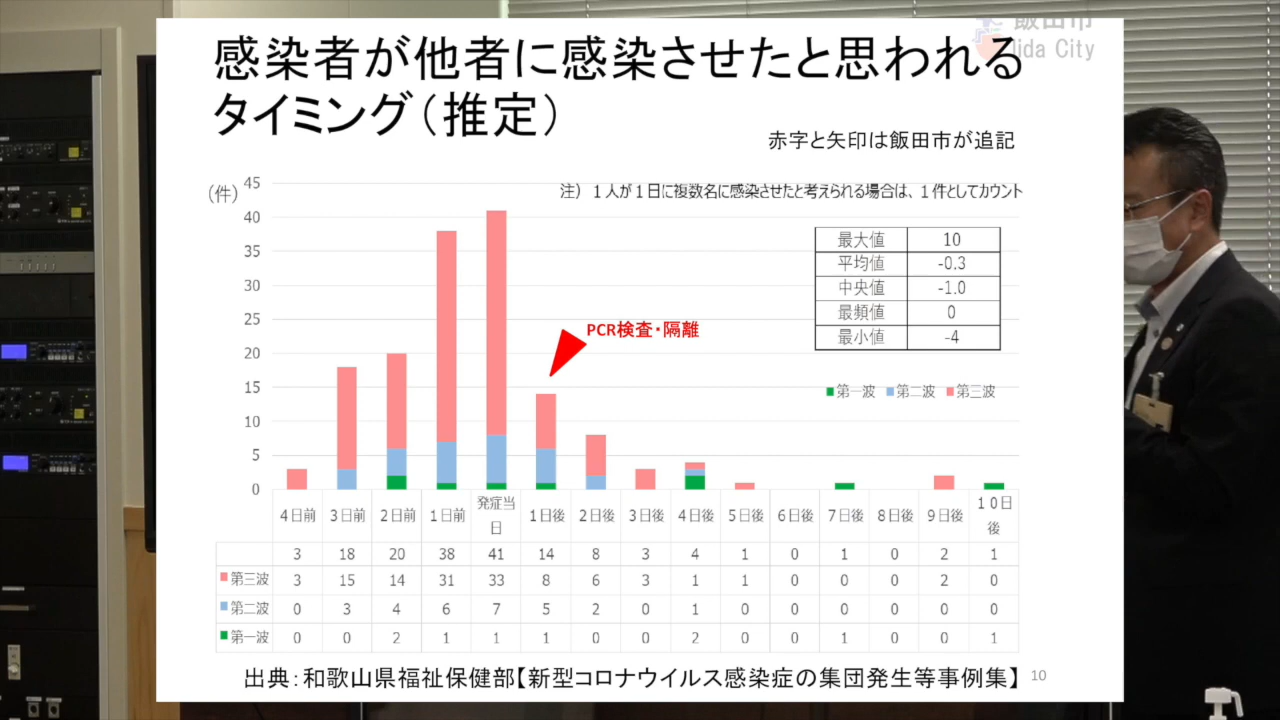 飯田市
Iida City
感染者が他者に感染させたと思われる
タイミング（推定）
赤字と矢印は飯田市が追記
（件）
注） １人が１日に複数名に感染させたと考えられる場合は、１件としてカウント
45
40
35
30
25
20
15
10
5
0
最大値 10
平均値 -0.3
中央値 -1.0
最頻値 0
最小値 -4
PCR検査・隔離
第一波 第二波 第三波
4日前 3日前 2日前 1日前 発症当日 1日後 2日後 3日後 4日後 5日後 6日後 7日後 8日後 9日後 １０日後
3 18 20 38 41 14 8 3 4 1 0 1 0 2 1
第三波 3 15 14 31 33 8 6 3 1 1 0 0 0 2 0
第二波 0 3 4 6 7 5 2 0 1 0 0 0 0 0 0
第一波 0 0 2 1 1 1 0 0 2 0 0 1 0 0 1
出典：和歌山県福祉保健部【新型コロナウイルス感染症の集団発生等事例集】
10